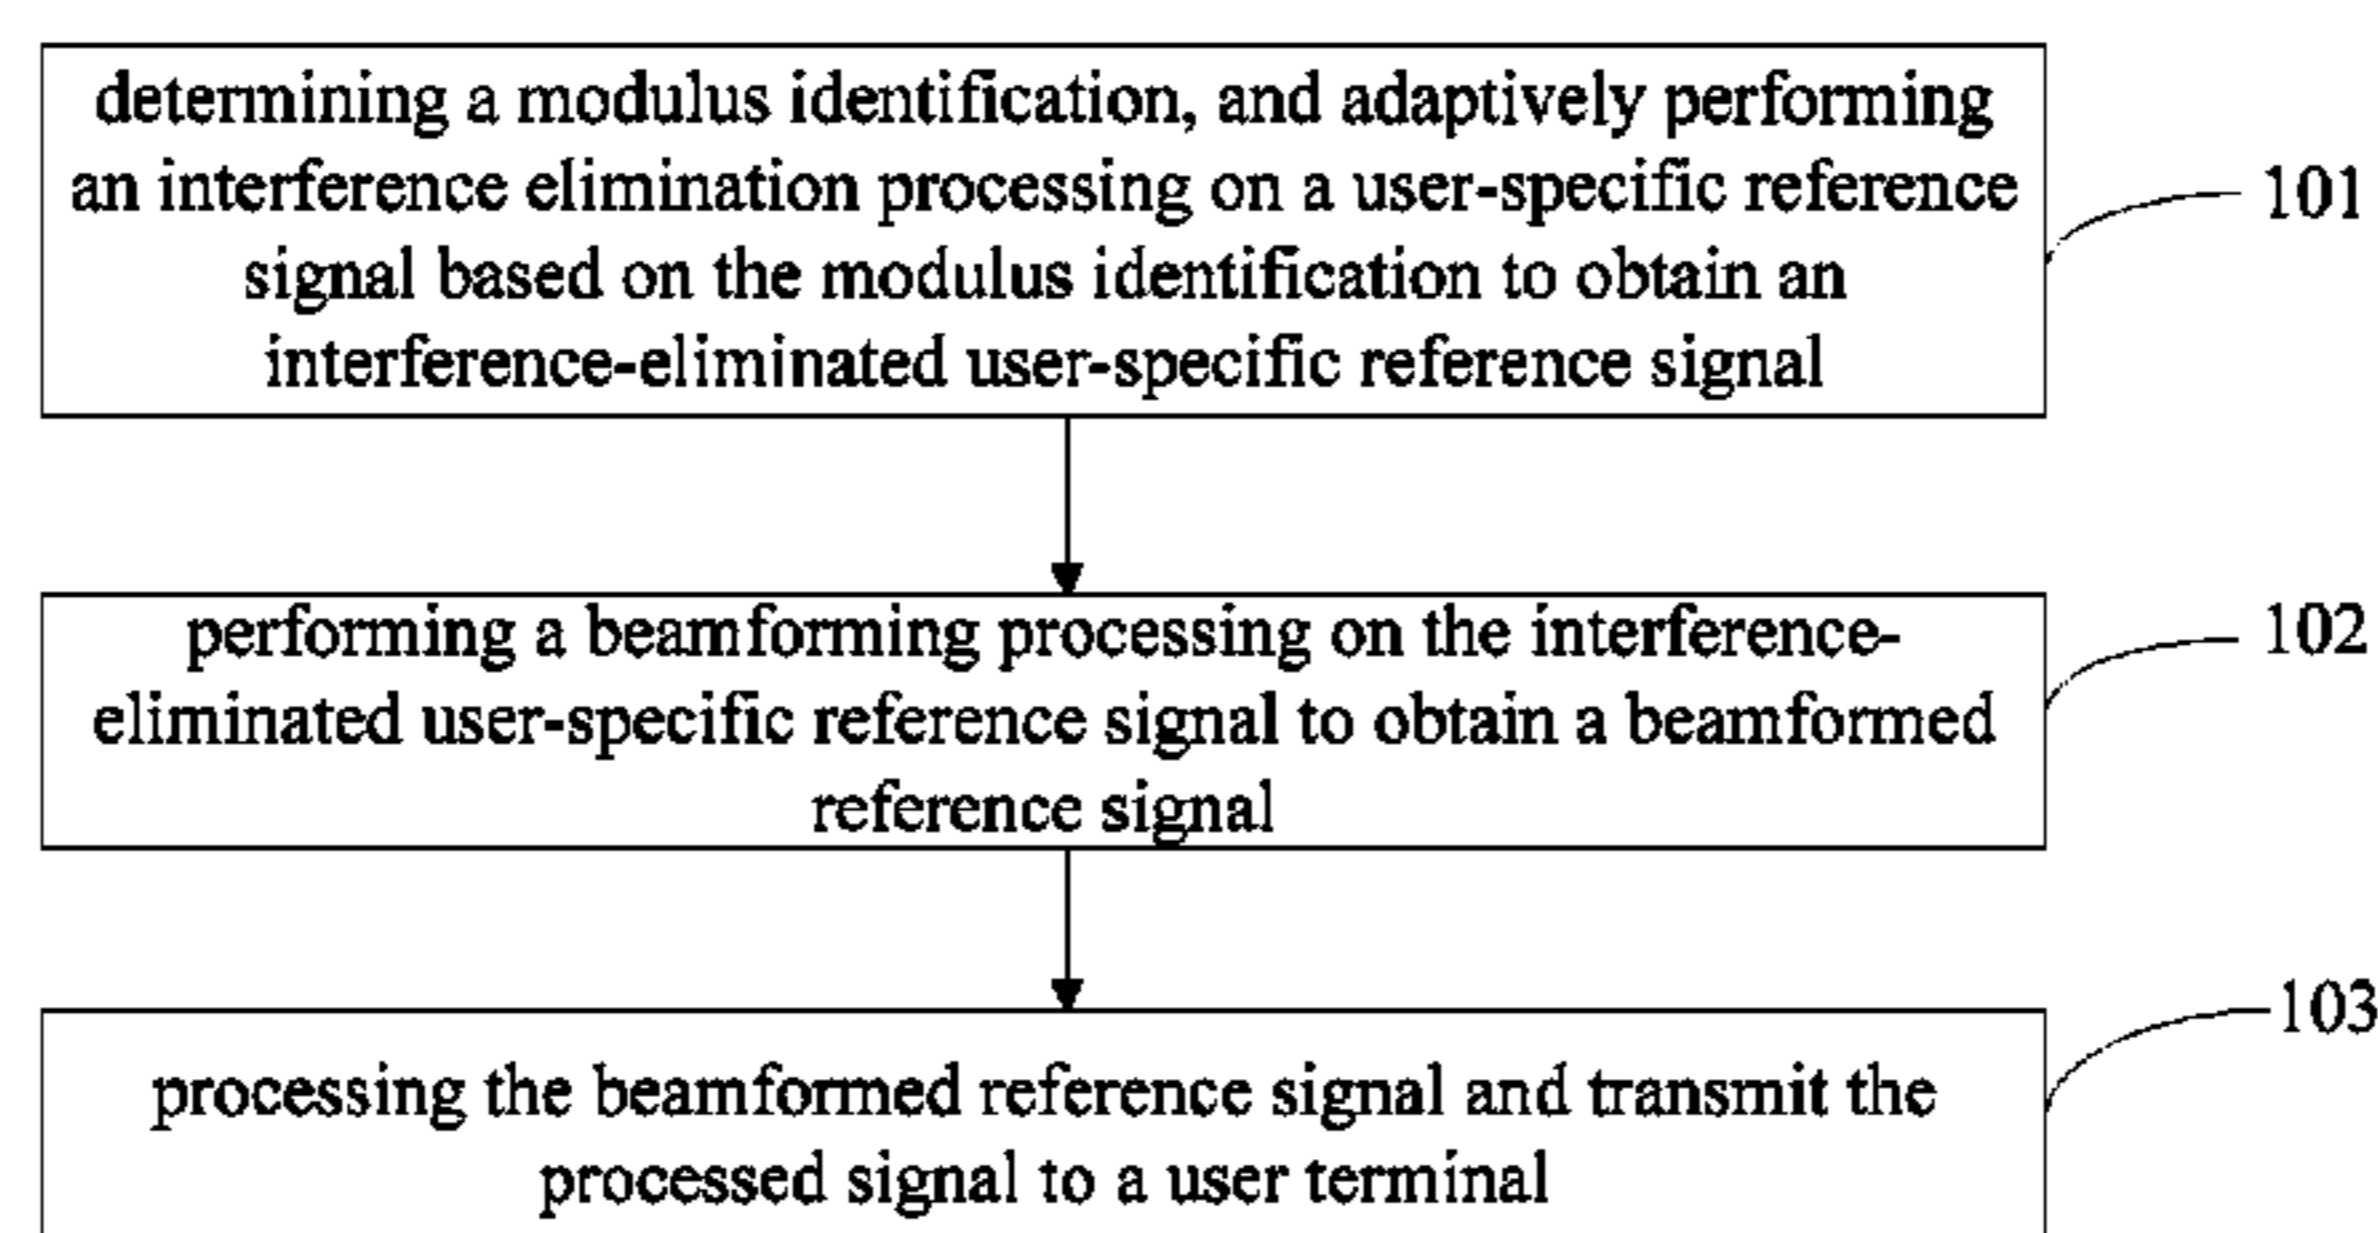 determining a modulus identification, and adaptively performing
an interference elimination processing on a user-specific reference
signal based on the modulus identification to obtain an
interference-eliminated user-specific reference signal
101
performing a beamforming processing on the interference-
eliminated user-specific reference signal to obtain a beamformed
reference signal
102
processing the beamformed reference signal and transmit the
processed signal to a user terminal
103